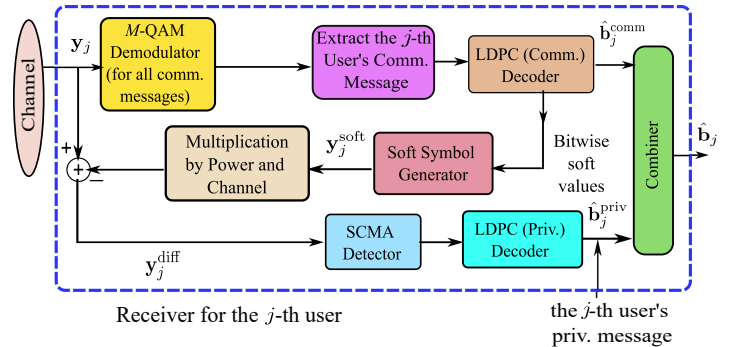 Channel
y_j
M-QAM
Demodulator
(for all comm.
messages)
Extract the j-th
User's Comm.
Message
LDPC (Comm.)
Decoder
b̂_j^comm
Combiner
b̂_j
+
+
−
Multiplication
by Power and
Channel
y_j^soft
Soft Symbol
Generator
Bitwise
soft
values
y_j^diff
SCMA
Detector
LDPC (Priv.)
Decoder
b̂_j^priv
Receiver for the j-th user
the j-th user's
priv. message